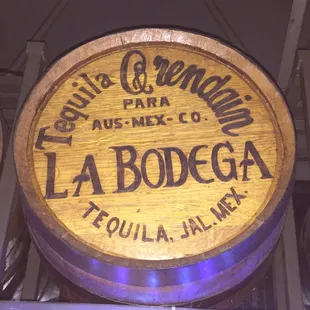 Tequila Orendain
PARA
AUS-MEX-CO.
LA BODEGA
TEQUILA, JAL. MEX.